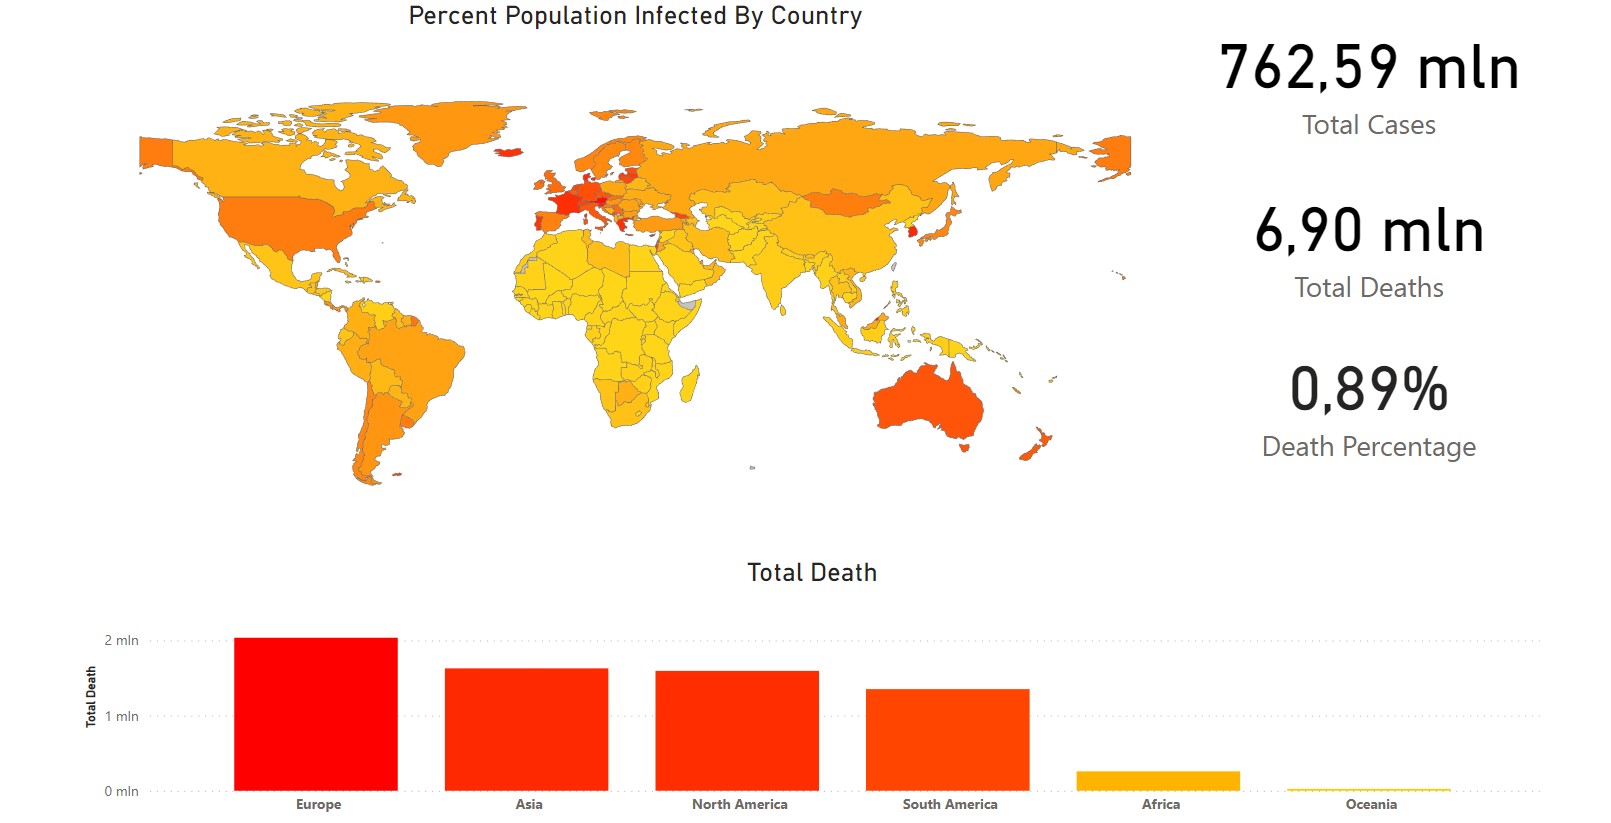 Percent Population Infected By Country
762,59 mln
Total Cases
6,90 mln
Total Deaths
0,89%
Death Percentage
Total Death
Total Death
2 mln
1 mln
0 mln
Europe
Asia
North America
South America
Africa
Oceania